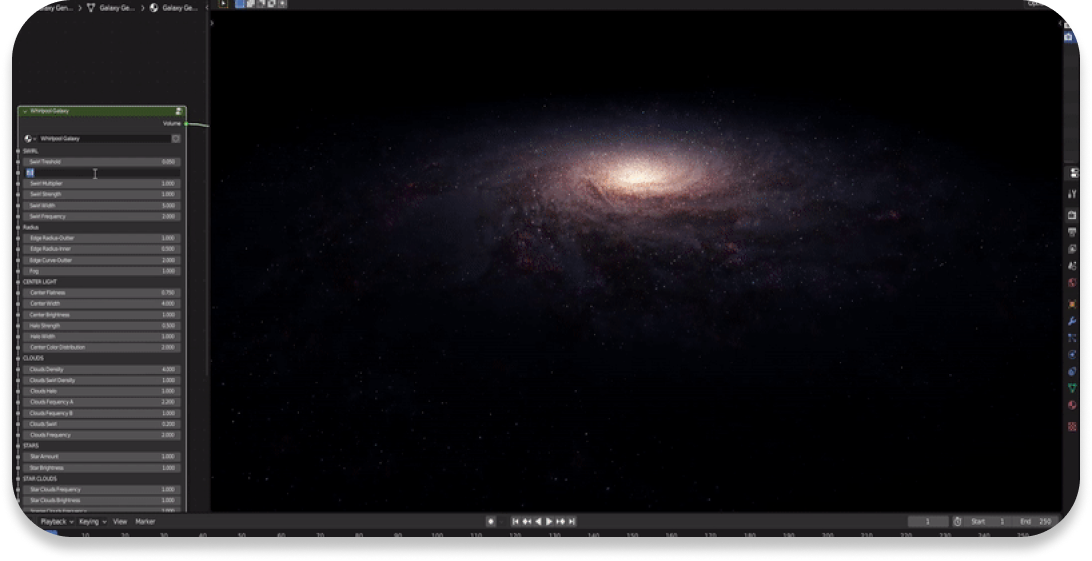 axy Gen... > Galaxy Ge... > Galaxy Ge...
Whirlpool Galaxy
Volume
Whirlpool Galaxy
SWIRL
Swirl Treshold 0.050
Swirl Multiplier 1.000
Swirl Strength 1.000
Swirl Width 5.000
Swirl Frequency 2.000
Radius
Edge Radius Outter 1.000
Edge Radius Inner 0.500
Edge Curve Outter 2.000
Fog 1.000
CENTER LIGHT
Center Flatness 0.750
Center Width 4.000
Center Brightness 1.000
Halo Strength 0.500
Halo Width 1.000
Center Color Distribution 2.000
CLOUDS
Clouds Density 4.000
Clouds Swirl Density 1.000
Clouds Halo 1.000
Clouds Fequency A 2.200
Clouds Fequency B 1.000
Clouds Swirl 0.200
Clouds Frequency 2.000
STARS
Star Amount 1.000
Star Brightness 1.000
STAR CLOUDS
Star Clouds Frequency 1.000
Star Clouds Brightness 1.000
Playback Keying View Marker 1 Start 1 End 250
10 20 30 40 50 60 70 80 90 100 110 120 130 140 150 160 170 180 190 200 210 220 230 240 250